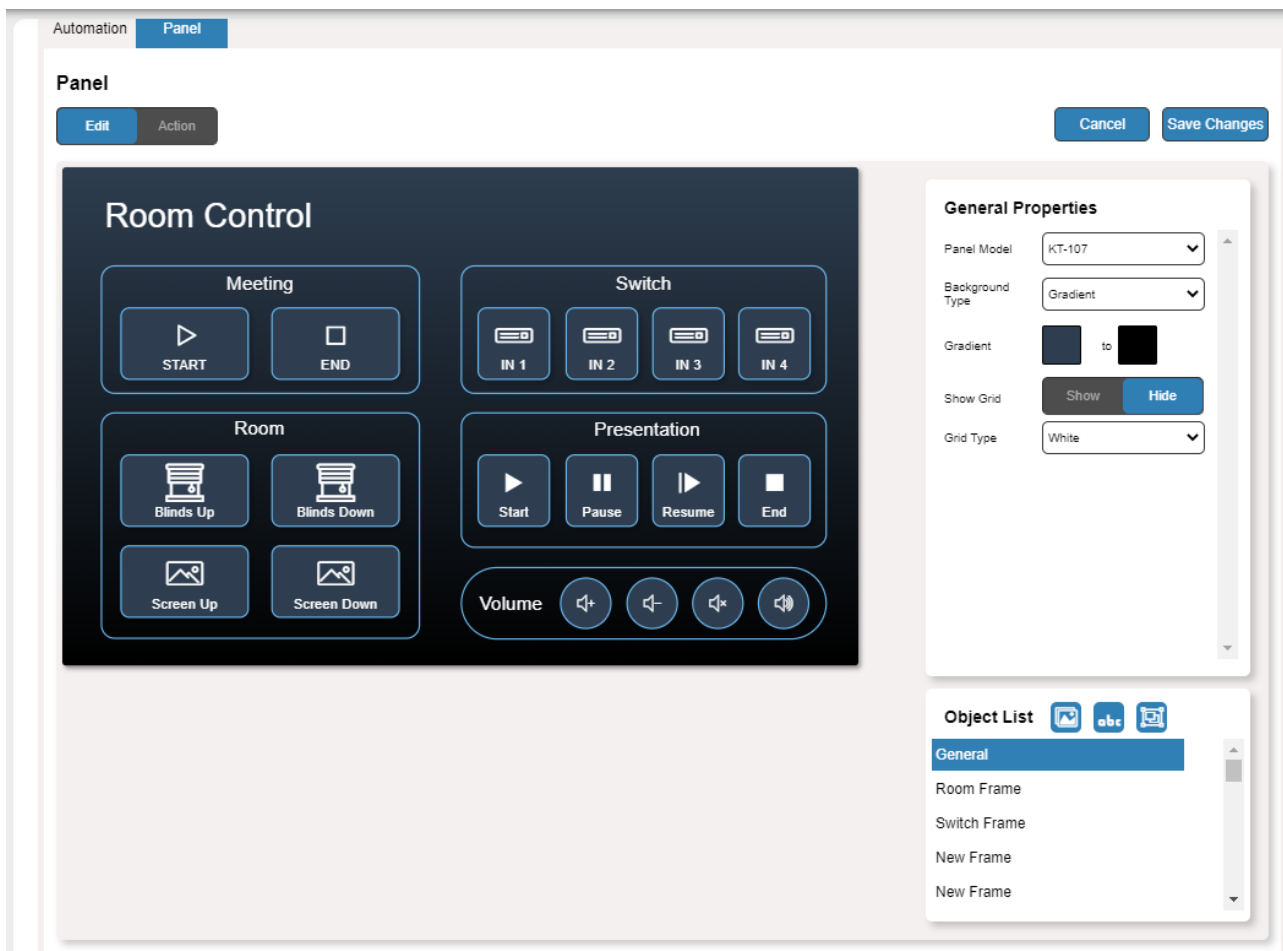 Automation Panel
Panel
Edit Action
Cancel Save Changes
Room Control
Meeting
START END
Switch
IN 1 IN 2 IN 3 IN 4
Room
Blinds Up Blinds Down
Screen Up Screen Down
Presentation
Start Pause Resume End
Volume
General Properties
Panel Model KT-107
Background
Type Gradient
Gradient to
Show Grid Show Hide
Grid Type White
Object List abc
General
Room Frame
Switch Frame
New Frame
New Frame